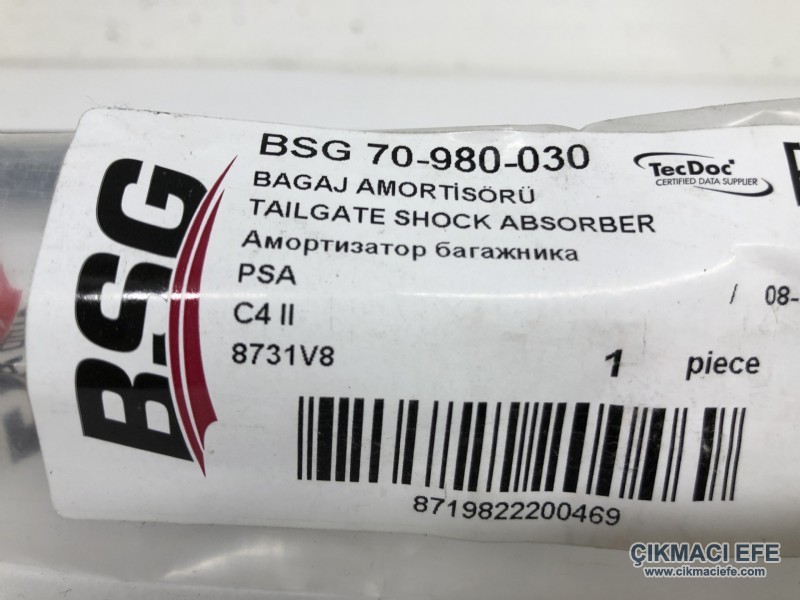 BSG
BSG 70-980-030
TecDoc
CERTIFIED DATA SUPPLIER
BAGAJ AMORTİSÖRÜ
TAILGATE SHOCK ABSORBER
Амортизатор багажника
PSA
C4 II
8731V8
/ 08-
1 piece
8719822200469
ÇIKMACI EFE
www.cikmaciefe.com